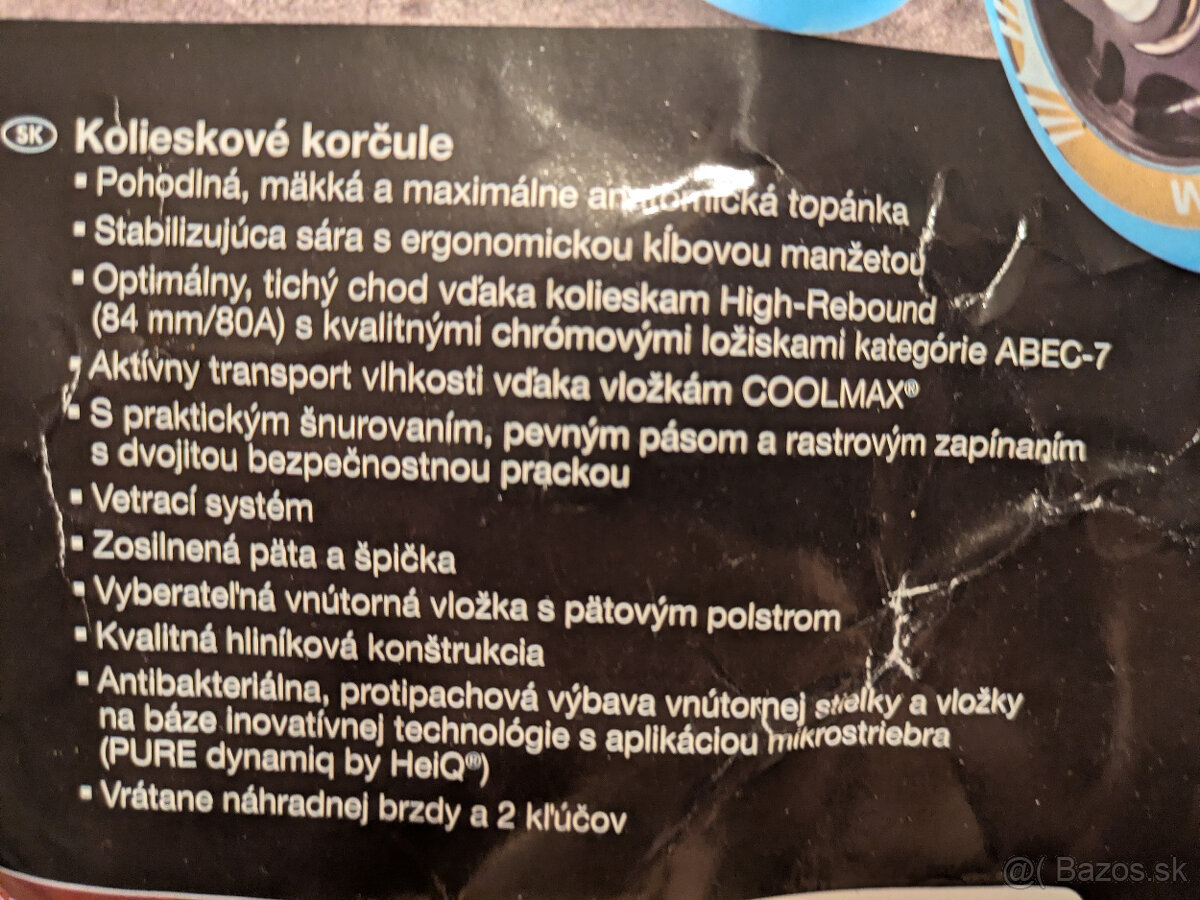 SK Kolieskové korčule
▪ Pohodlná, mäkká a maximálne anatomická topánka
▪ Stabilizujúca sára s ergonomickou kĺbovou manžetou
▪ Optimálny, tichý chod vďaka kolieskam High-Rebound
(84 mm/80A) s kvalitnými chrómovými ložiskami kategórie ABEC-7
▪ Aktívny transport vlhkosti vďaka vložkám COOLMAX®
▪ S praktickým šnurovaním, pevným pásom a rastrovým zapínaním
s dvojitou bezpečnostnou prackou
▪ Vetrací systém
▪ Zosilnená päta a špička
▪ Vyberateľná vnútorná vložka s pätovým polstrom
▪ Kvalitná hliníková konštrukcia
▪ Antibakteriálna, protipachová výbava vnútornej stielky a vložky
na báze inovatívnej technológie s aplikáciou mikrostriebra
(PURE dynamiq by HeiQ®)
▪ Vrátane náhradnej brzdy a 2 kľúčov
M
@( Bazos.sk